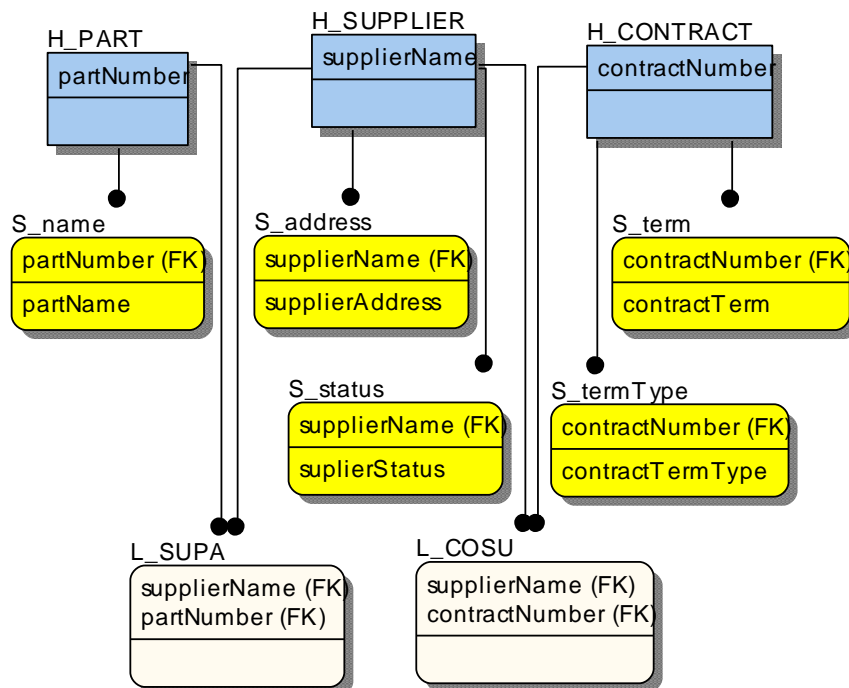 H_PART
partNumber
H_SUPPLIER
supplierName
H_CONTRACT
contractNumber
S_name
partNumber (FK)
partName
S_address
supplierName (FK)
supplierAddress
S_term
contractNumber (FK)
contractTerm
S_status
supplierName (FK)
suplierStatus
S_termType
contractNumber (FK)
contractTermType
L_SUPA
supplierName (FK)
partNumber (FK)
L_COSU
supplierName (FK)
contractNumber (FK)